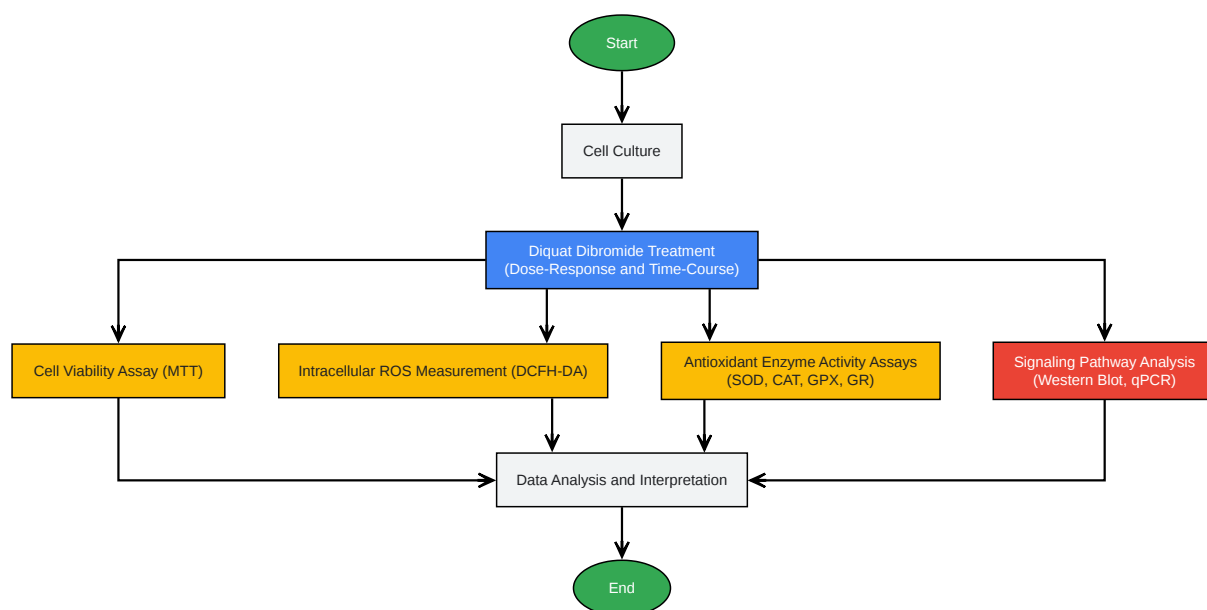 Start
Cell Culture
Diquat Dibromide Treatment
(Dose-Response and Time-Course)
Cell Viability Assay (MTT)
Intracellular ROS Measurement (DCFH-DA)
Antioxidant Enzyme Activity Assays
(SOD, CAT, GPX, GR)
Signaling Pathway Analysis
(Western Blot, qPCR)
Data Analysis and Interpretation
End